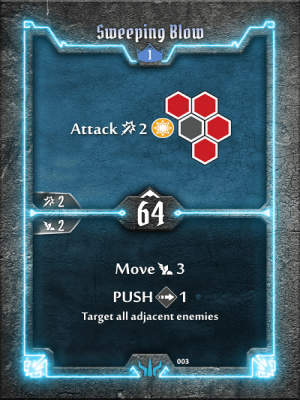 Sweeping Blow
1
Attack 2
2
64
2
Move 3
PUSH 1
Target all adjacent enemies
003